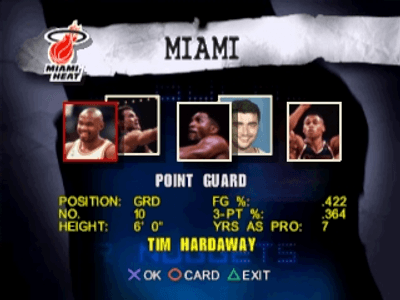 MIAMI
MIAMI
HEAT
POINT GUARD
POSITION: GRD FG %: .422
NO. 10 3-PT %: .364
HEIGHT: 6' 0" YRS AS PRO: 7
TIM HARDAWAY
NUGGETS
X OK O CARD △ EXIT